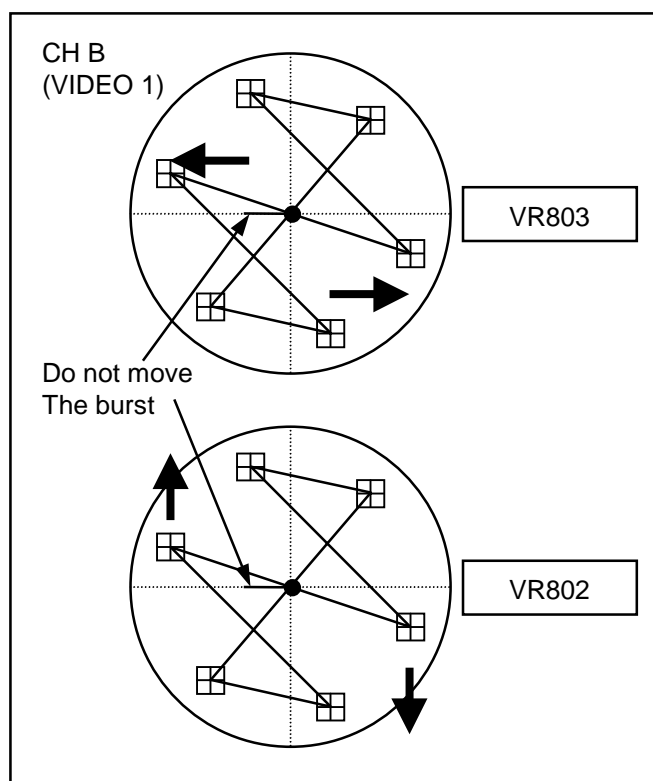 CH B
(VIDEO 1)
VR803
Do not move
The burst
VR802